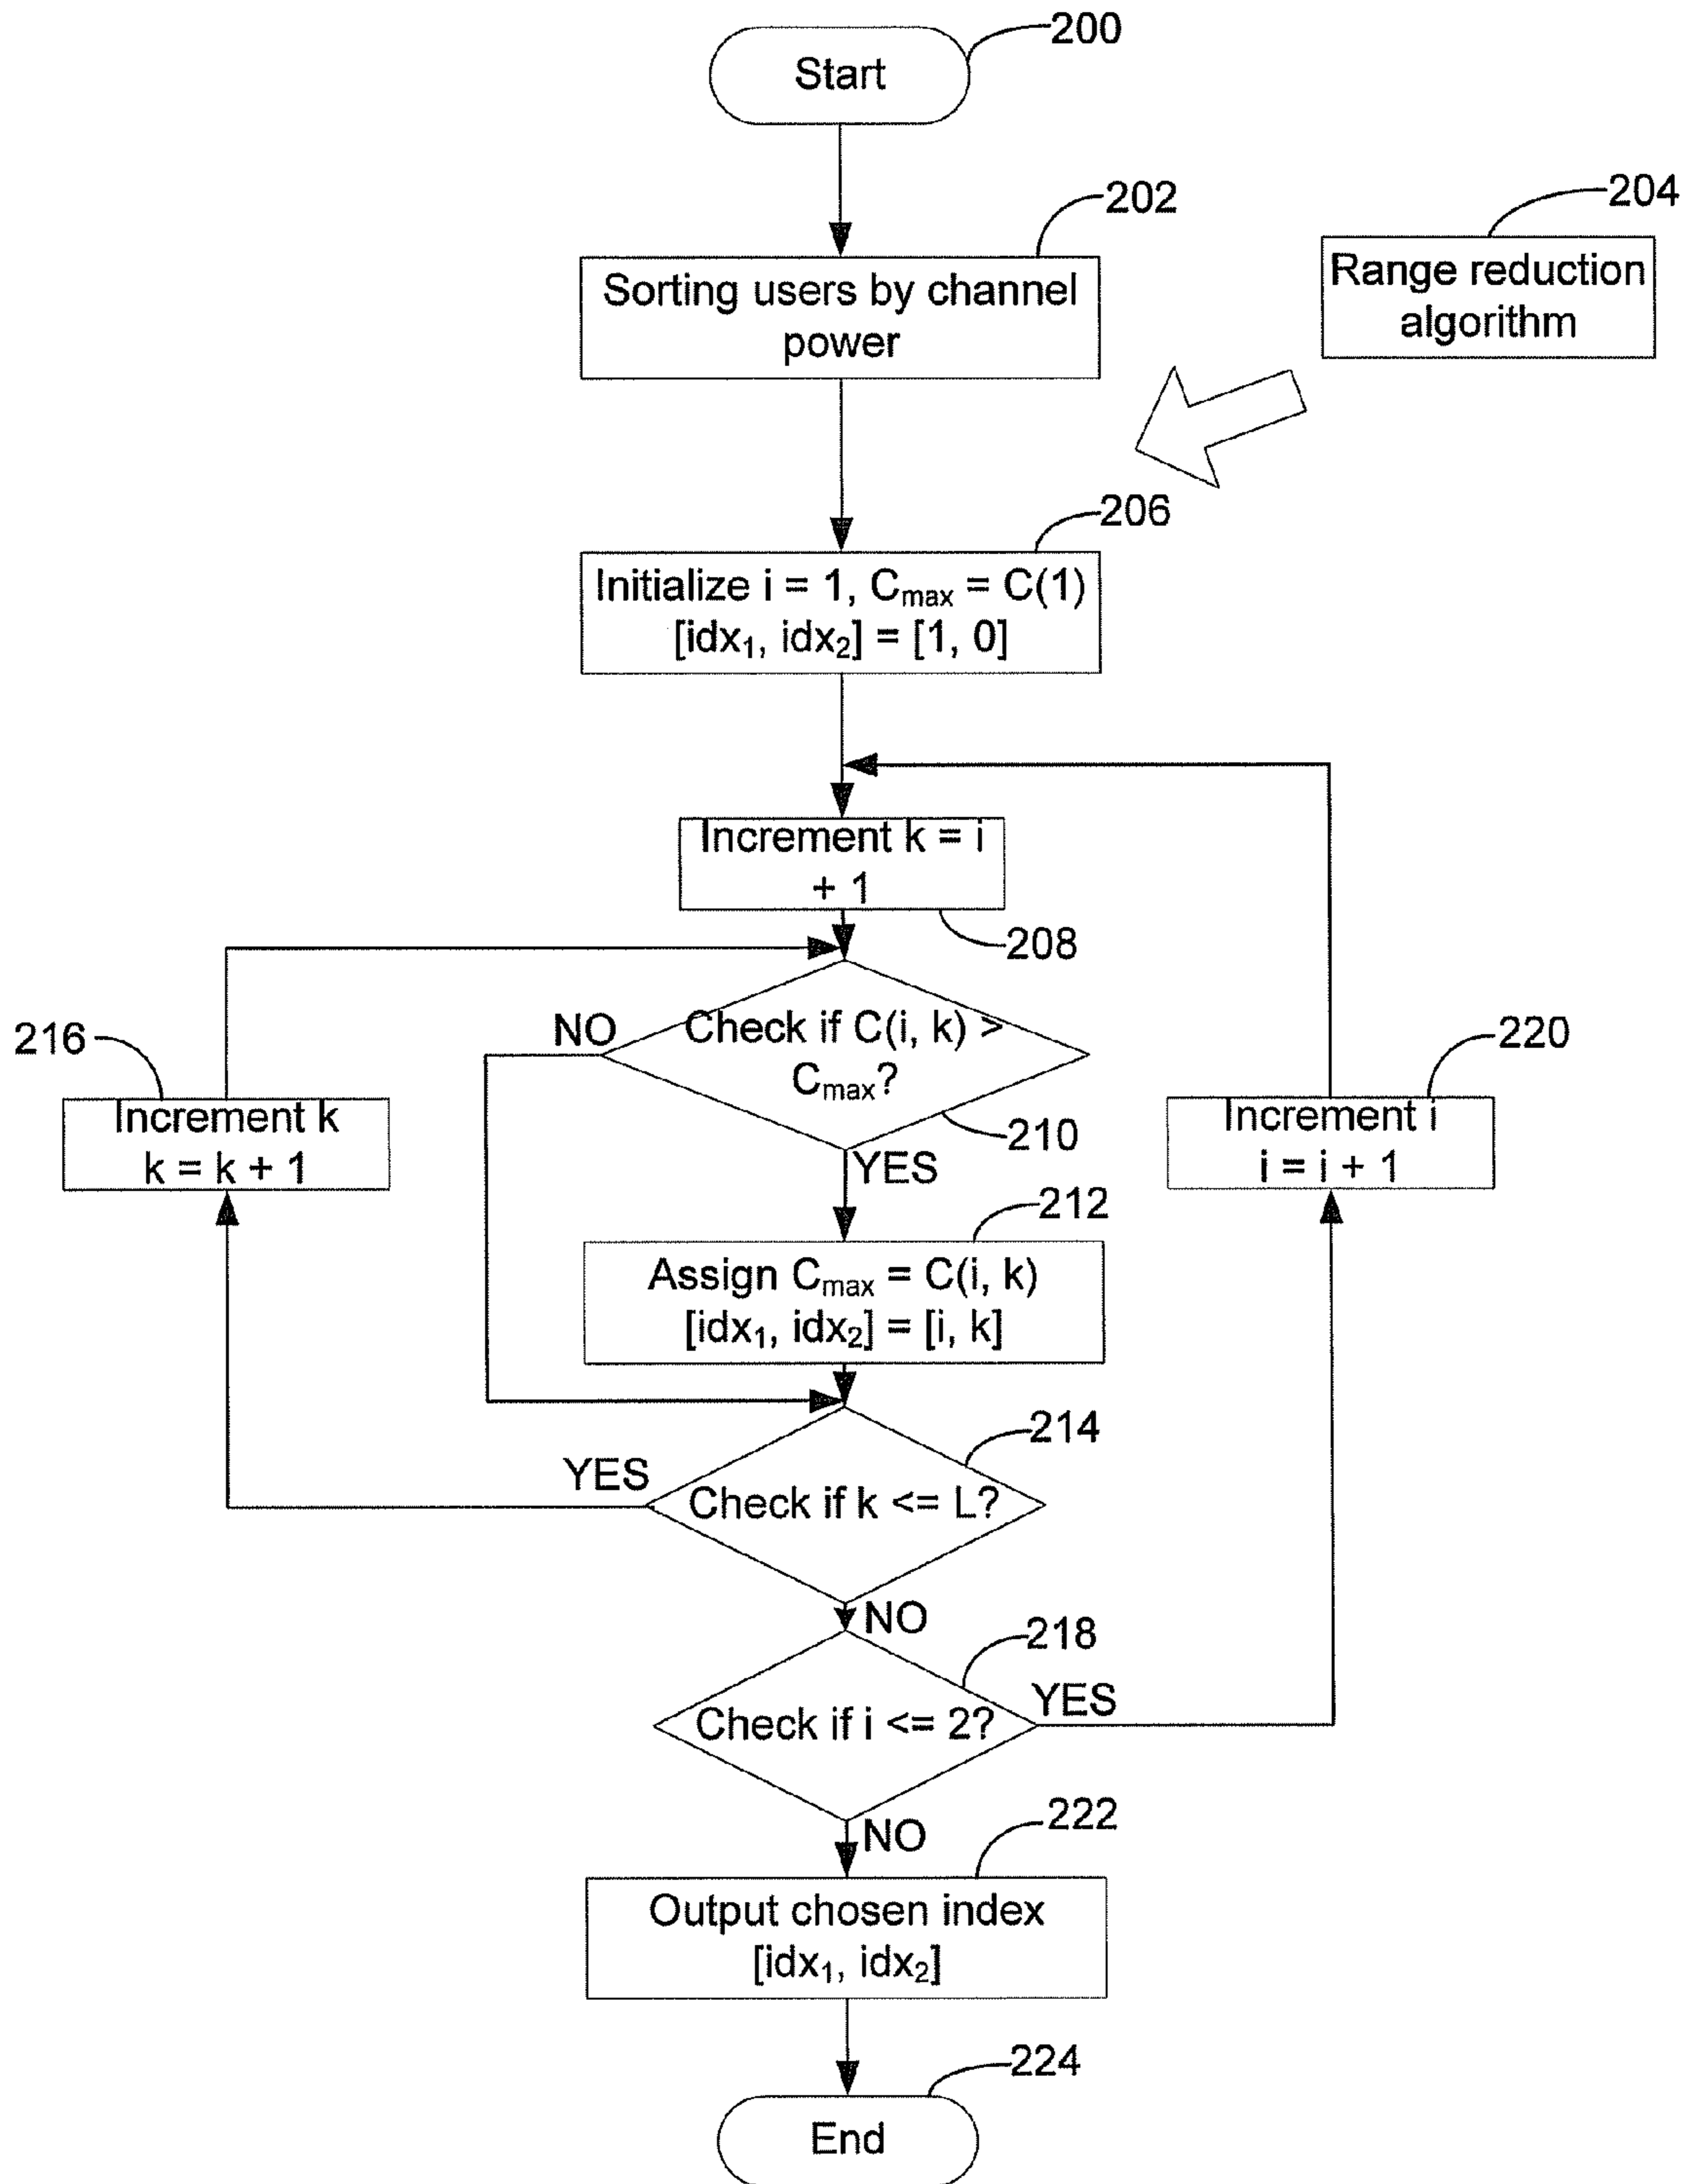 200
Start
202
Sorting users by channel
power
204
Range reduction
algorithm
206
Initialize i = 1, Cmax = C(1)
[idx1, idx2] = [1, 0]
Increment k = i
+ 1
208
NO
Check if C(i, k) >
Cmax?
210
YES
216
Increment k
k = k + 1
220
Increment i
i = i + 1
212
Assign Cmax = C(i, k)
[idx1, idx2] = [i, k]
214
YES
Check if k <= L?
NO
218
Check if i <= 2?
YES
NO
222
Output chosen index
[idx1, idx2]
224
End